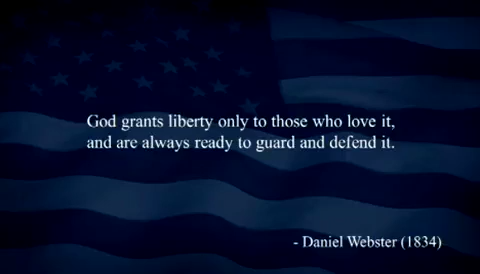 God grants liberty only to those who love it,
and are always ready to guard and defend it.
- Daniel Webster (1834)